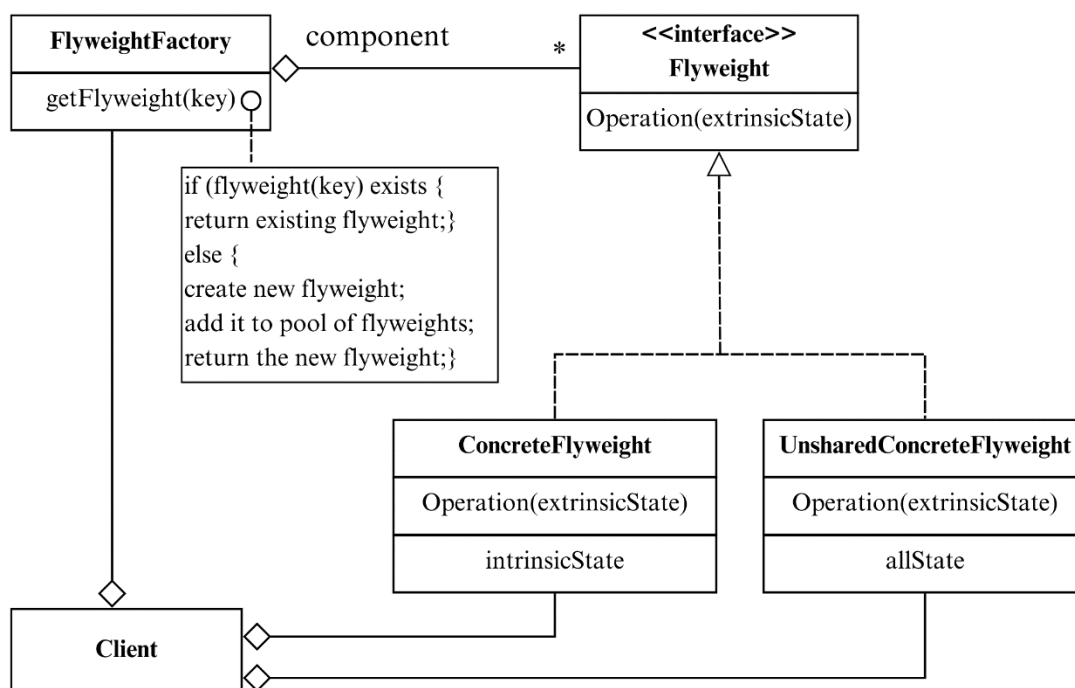 FlyweightFactory
getFlyweight(key)
component
*
<<interface>>
Flyweight
Operation(extrinsicState)
if (flyweight(key) exists {
return existing flyweight;}
else {
create new flyweight;
add it to pool of flyweights;
return the new flyweight;}
ConcreteFlyweight
Operation(extrinsicState)
intrinsicState
UnsharedConcreteFlyweight
Operation(extrinsicState)
allState
Client